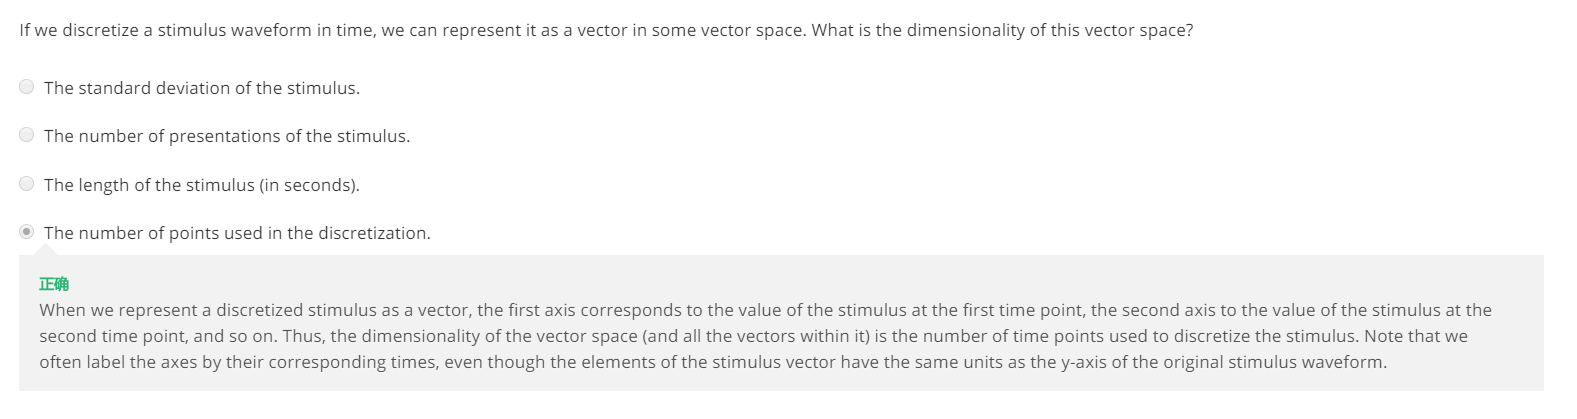 If we discretize a stimulus waveform in time, we can represent it as a vector in some vector space. What is the dimensionality of this vector space?
The standard deviation of the stimulus.
The number of presentations of the stimulus.
The length of the stimulus (in seconds).
The number of points used in the discretization.
正确
When we represent a discretized stimulus as a vector, the first axis corresponds to the value of the stimulus at the first time point, the second axis to the value of the stimulus at the
second time point, and so on. Thus, the dimensionality of the vector space (and all the vectors within it) is the number of time points used to discretize the stimulus. Note that we
often label the axes by their corresponding times, even though the elements of the stimulus vector have the same units as the y-axis of the original stimulus waveform.